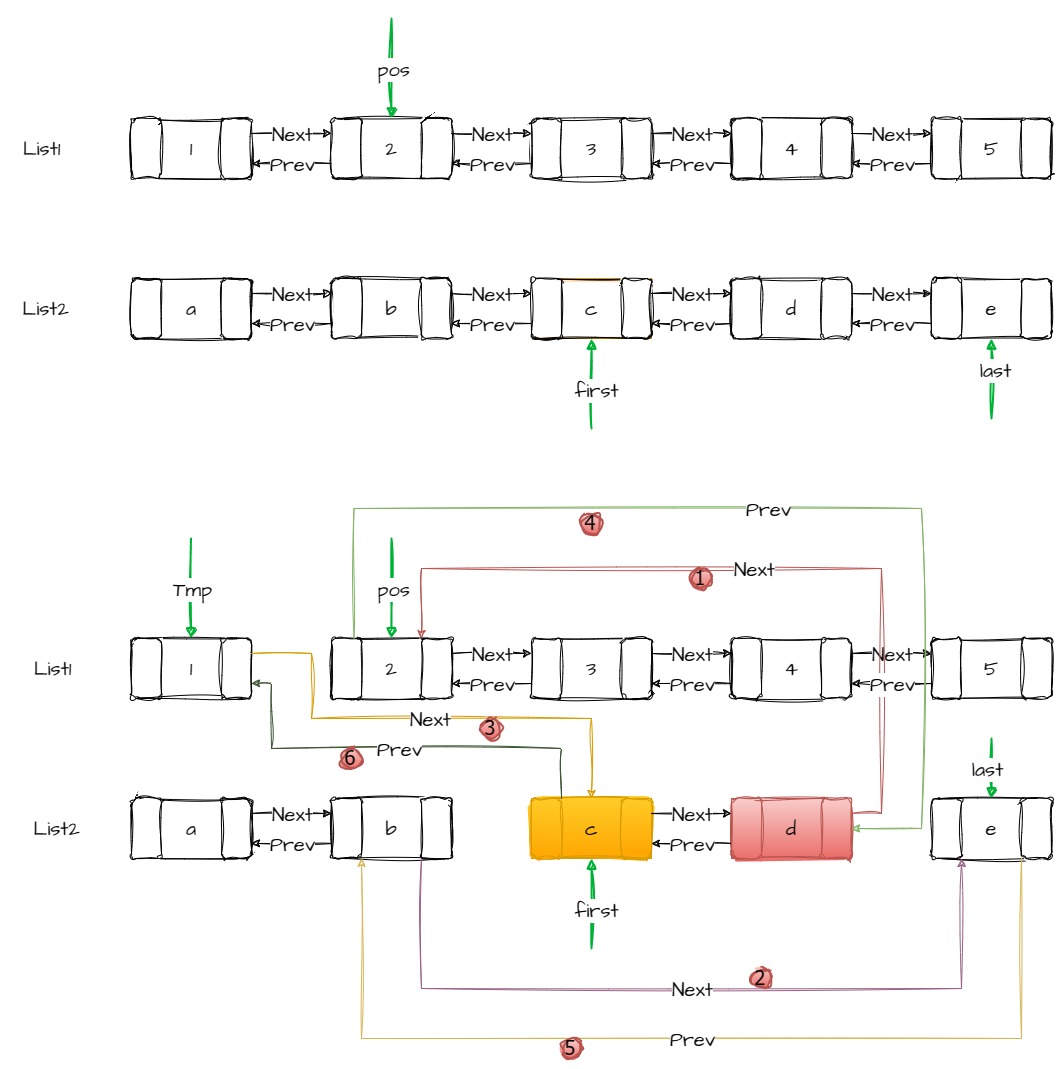 pos
List1 1 Next 2 Next 3 Next 4 Next 5
Prev Prev Prev Prev
List2 a Next b Next c Next d Next e
Prev Prev Prev Prev
last
first
Prev
4
1 Next
Tmp pos
List1 1 2 Next 3 Next 4 Next 5
Prev Prev Prev
Next 3
6 Prev
last
List2 a Next b c Next d e
Prev Prev
first
2
Next
Prev
5